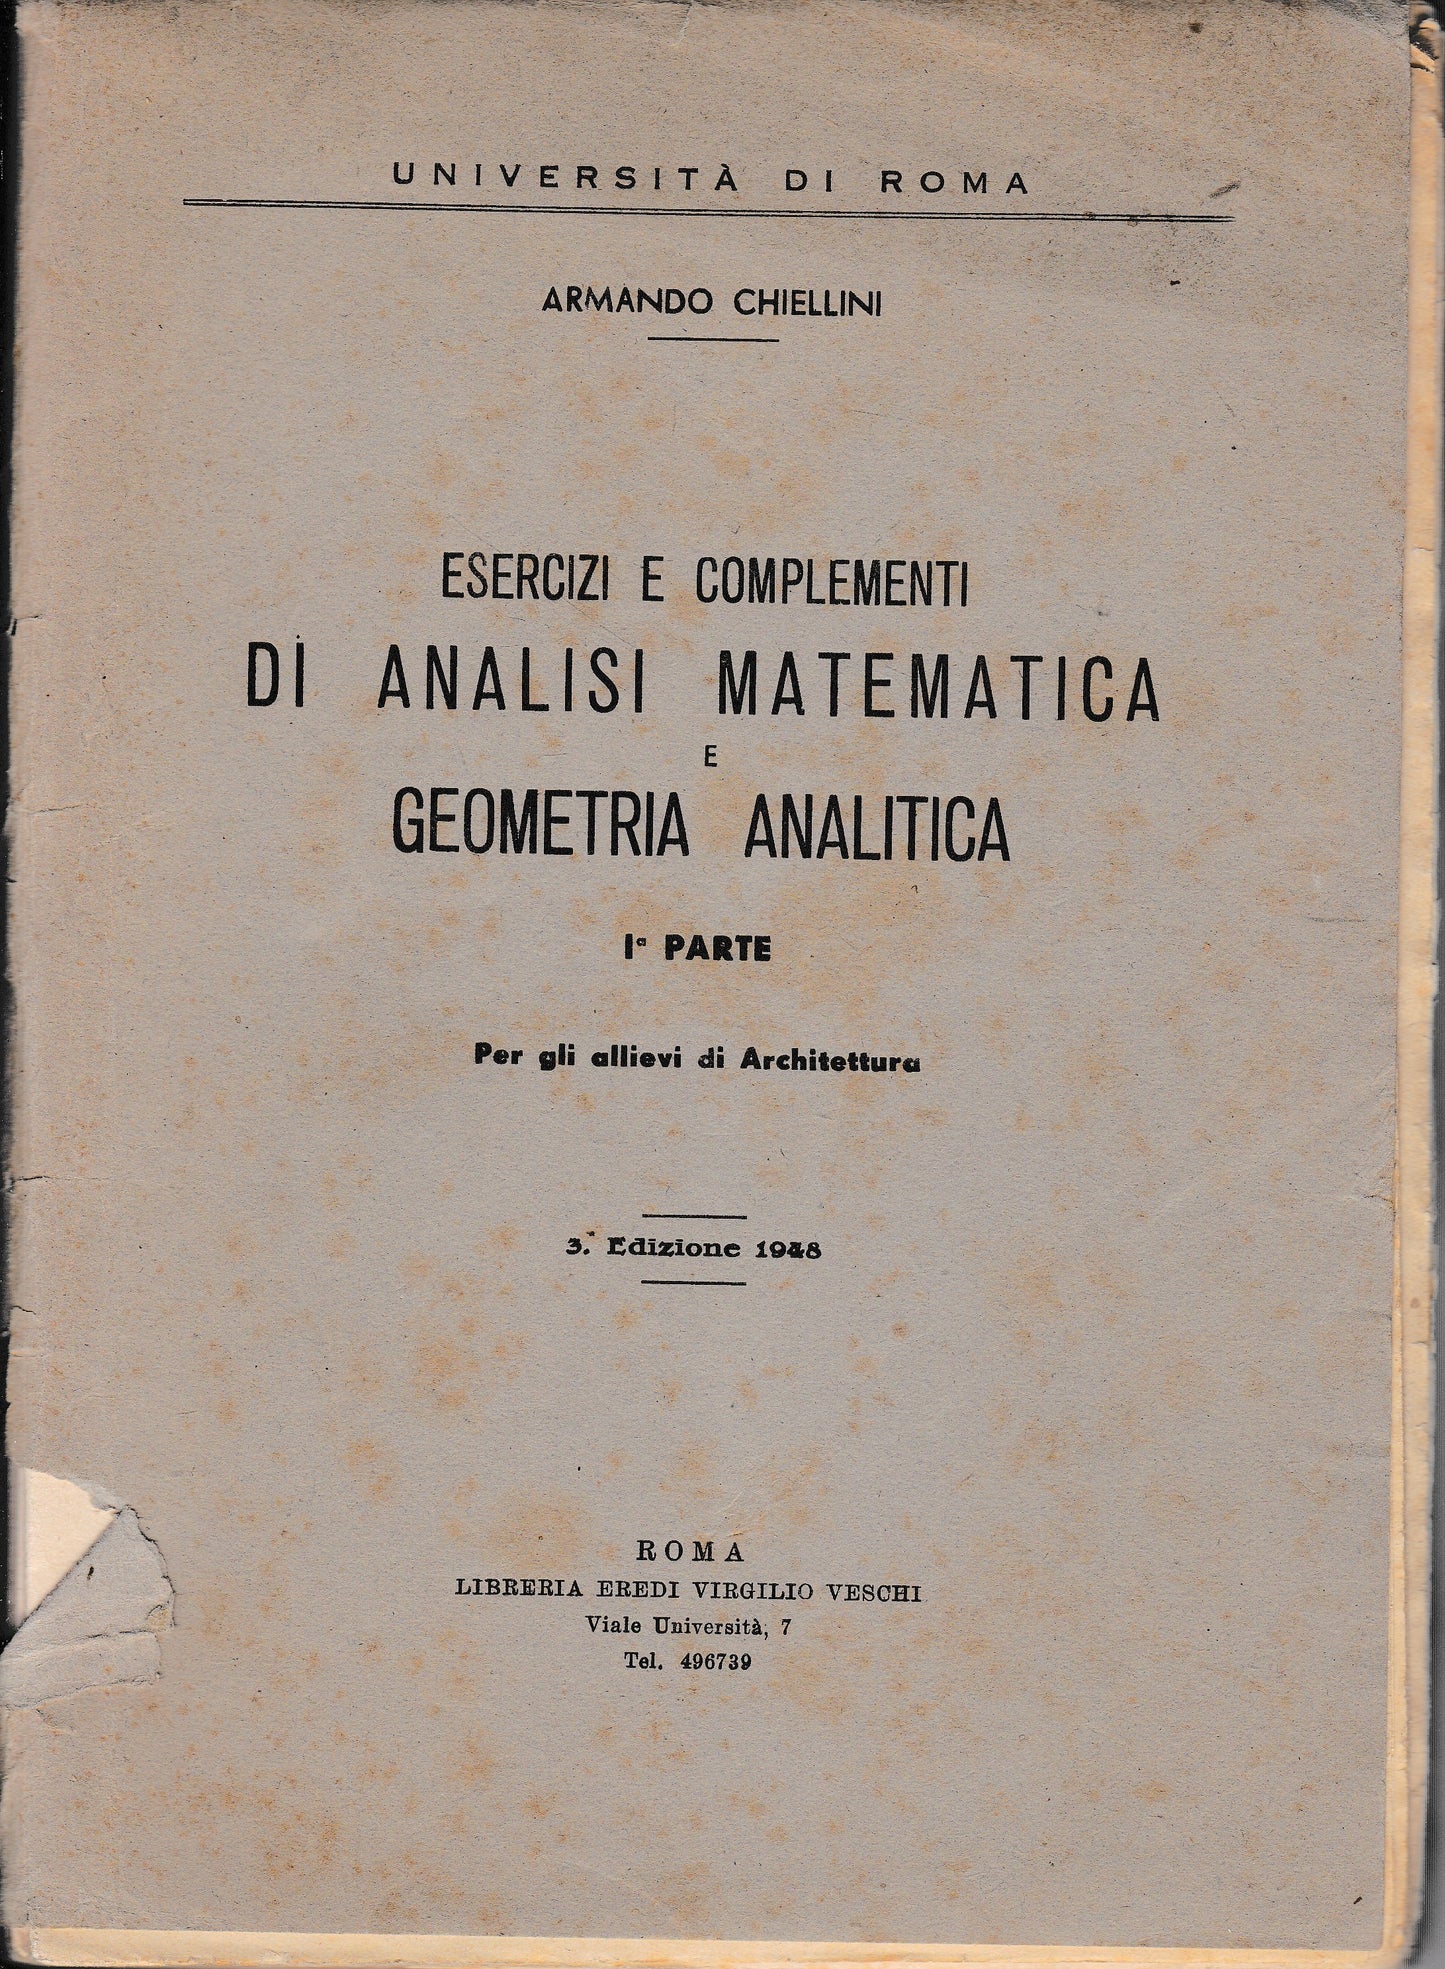 UNIVERSITÀ DI ROMA
ARMANDO CHIELLINI
ESERCIZI E COMPLEMENTI
DI ANALISI MATEMATICA
E
GEOMETRIA ANALITICA
Iª PARTE
Per gli allievi di Architettura
3.ª Edizione 1948
ROMA
LIBRERIA EREDI VIRGILIO VESCHI
Viale Università, 7
Tel. 496739